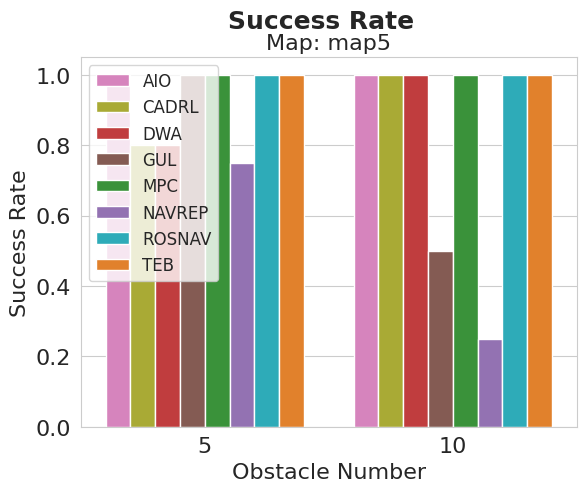 Success Rate
Map: map5
1.0
0.8
0.6
0.4
0.2
0.0
Success Rate
AIO
CADRL
DWA
GUL
MPC
NAVREP
ROSNAV
TEB
5
10
Obstacle Number